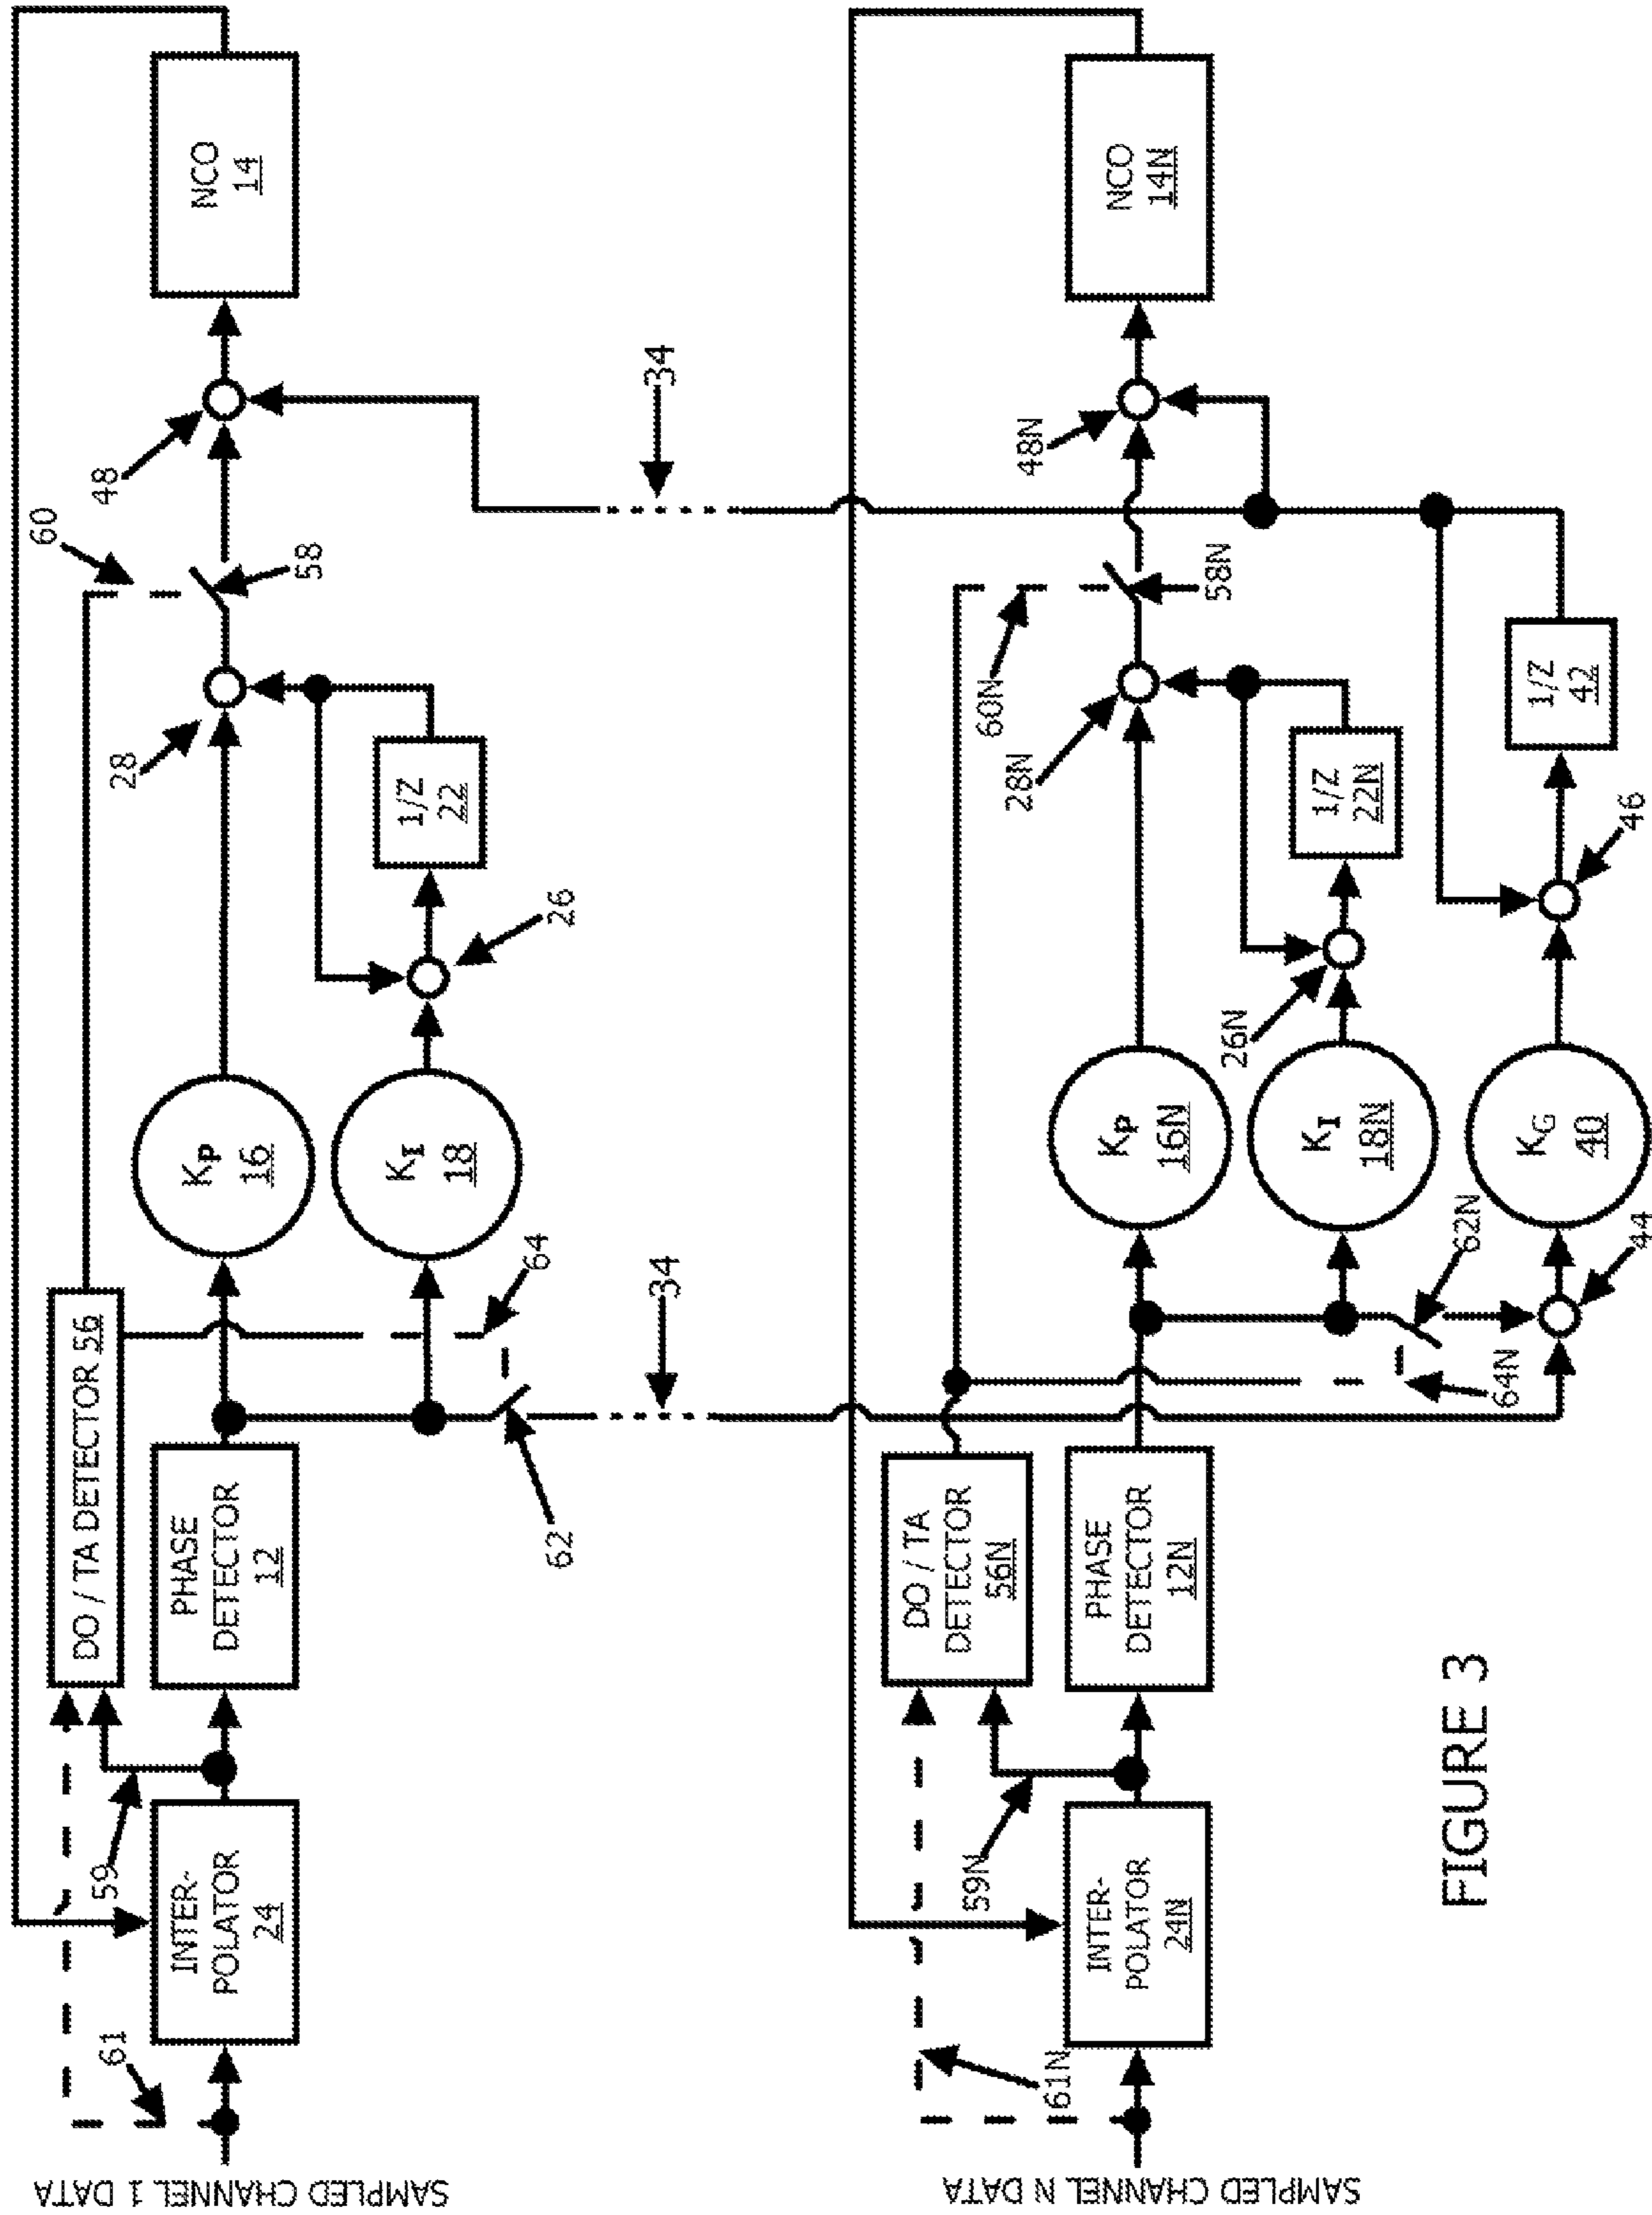 SAMPLED CHANNEL 1 DATA
61
INTER-
POLATOR
24
59
DO / TA DETECTOR 56
PHASE
DETECTOR
12
62
64
34
KP
16
KI
18
26
1/Z
22
28
58
60
48
34
NCO
14
SAMPLED CHANNEL N DATA
61N
INTER-
POLATOR
24N
59N
DO / TA
DETECTOR
56N
PHASE
DETECTOR
12N
64N
62N
44
KP
16N
KI
18N
KG
40
26N
46
1/Z
22N
1/Z
42
28N
58N
60N
48N
NCO
14N
FIGURE 3